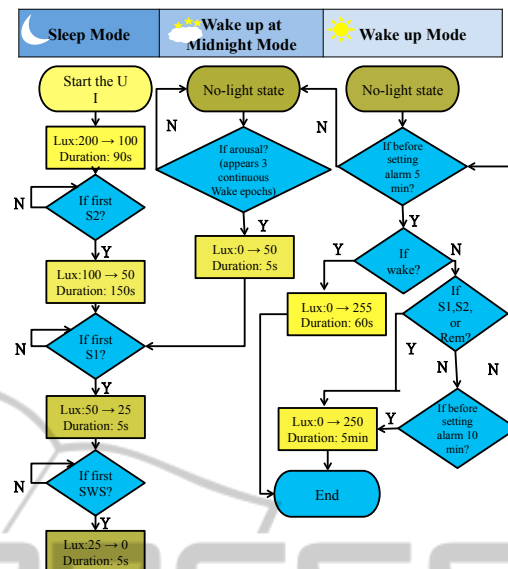 Sleep Mode
Wake up at
Midnight Mode
Wake up Mode
Start the U
I
Lux:200 → 100
Duration: 90s
If first
S2?
N
Y
Lux:100 → 50
Duration: 150s
If first
S1?
N
Y
Lux:50 → 25
Duration: 5s
If first
SWS?
N
Y
Lux:25 → 0
Duration: 5s
No-light state
N
If arousal?
(appears 3
continuous
Wake epochs)
Y
Lux:0 → 50
Duration: 5s
No-light state
N
If before
setting
alarm 5
min?
Y
If
wake?
Y
N
Lux:0 → 255
Duration: 60s
If
S1,S2,
or
Rem?
Y
N
N
Lux:0 → 250
Duration: 5min
Y
If before
setting
alarm 10
min?
End